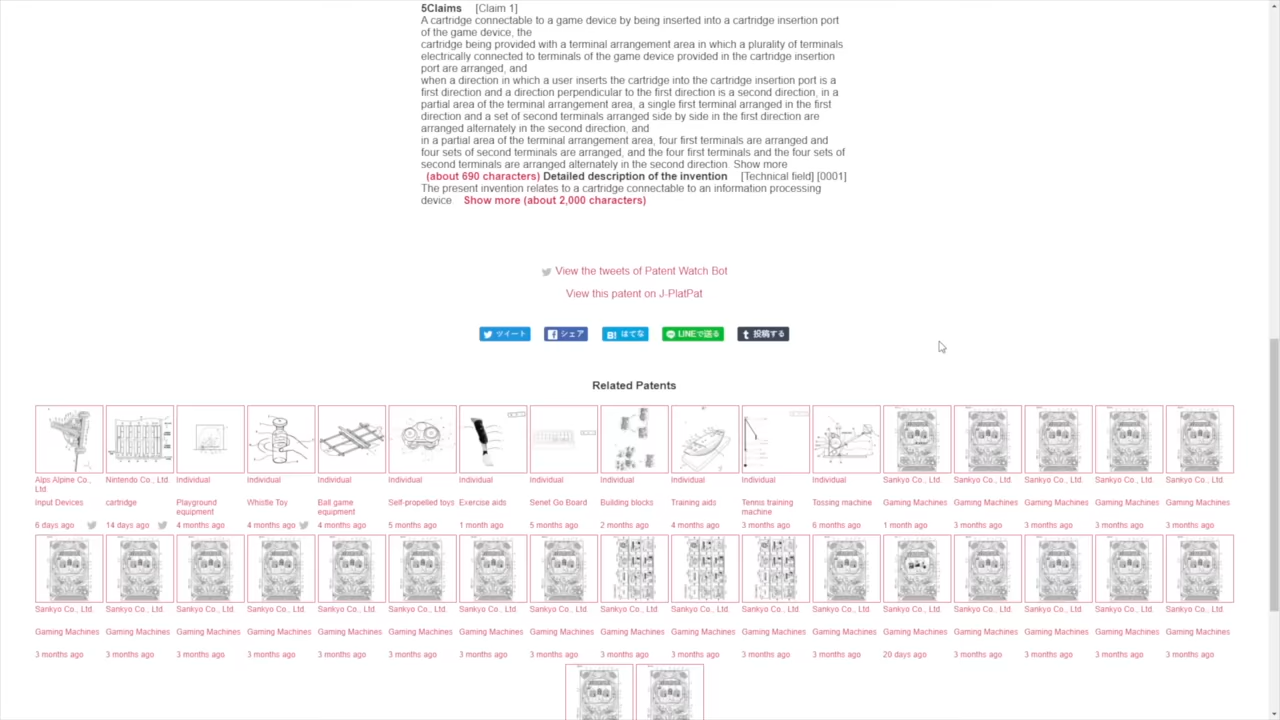 5Claims [Claim 1]
A cartridge connectable to a game device by being inserted into a cartridge insertion port
of the game device, the
cartridge being provided with a terminal arrangement area in which a plurality of terminals
electrically connected to terminals of the game device provided in the cartridge insertion
port are arranged, and
when a direction in which a user inserts the cartridge into the cartridge insertion port is a
first direction and a direction perpendicular to the first direction is a second direction, in a
partial area of the terminal arrangement area, a single first terminal arranged in the first
direction and a set of second terminals arranged side by side in the first direction are
arranged alternately in the second direction, and
in a partial area of the terminal arrangement area, four first terminals are arranged and
four sets of second terminals are arranged, and the four first terminals and the four sets of
second terminals are arranged alternately in the second direction. Show more
(about 690 characters) Detailed description of the invention [Technical field] [0001]
The present invention relates to a cartridge connectable to an information processing
device Show more (about 2,000 characters)
View the tweets of Patent Watch Bot
View this patent on J-PlatPat
ツイート シェア B! はてな LINEで送る t 投稿する
Related Patents
Alps Alpine Co., Nintendo Co., Ltd. Individual Individual Individual Individual Individual Individual Individual Individual Individual Individual Sankyo Co., Ltd. Sankyo Co., Ltd. Sankyo Co., Ltd. Sankyo Co., Ltd. Sankyo Co., Ltd.
Ltd.
Input Devices cartridge Playground Whistle Toy Ball game Self-propelled toys Exercise aids Senet Go Board Building blocks Training aids Tennis training Tossing machine Gaming Machines Gaming Machines Gaming Machines Gaming Machines Gaming Machines
equipment equipment machine
6 days ago 14 days ago 4 months ago 4 months ago 4 months ago 5 months ago 1 month ago 5 months ago 2 months ago 4 months ago 3 months ago 6 months ago 1 month ago 3 months ago 3 months ago 3 months ago 3 months ago
Sankyo Co., Ltd. Sankyo Co., Ltd. Sankyo Co., Ltd. Sankyo Co., Ltd. Sankyo Co., Ltd. Sankyo Co., Ltd. Sankyo Co., Ltd. Sankyo Co., Ltd. Sankyo Co., Ltd. Sankyo Co., Ltd. Sankyo Co., Ltd. Sankyo Co., Ltd. Sankyo Co., Ltd. Sankyo Co., Ltd. Sankyo Co., Ltd. Sankyo Co., Ltd. Sankyo Co., Ltd.
Gaming Machines Gaming Machines Gaming Machines Gaming Machines Gaming Machines Gaming Machines Gaming Machines Gaming Machines Gaming Machines Gaming Machines Gaming Machines Gaming Machines Gaming Machines Gaming Machines Gaming Machines Gaming Machines Gaming Machines
3 months ago 3 months ago 3 months ago 3 months ago 3 months ago 3 months ago 3 months ago 3 months ago 3 months ago 3 months ago 3 months ago 3 months ago 20 days ago 3 months ago 3 months ago 3 months ago 3 months ago